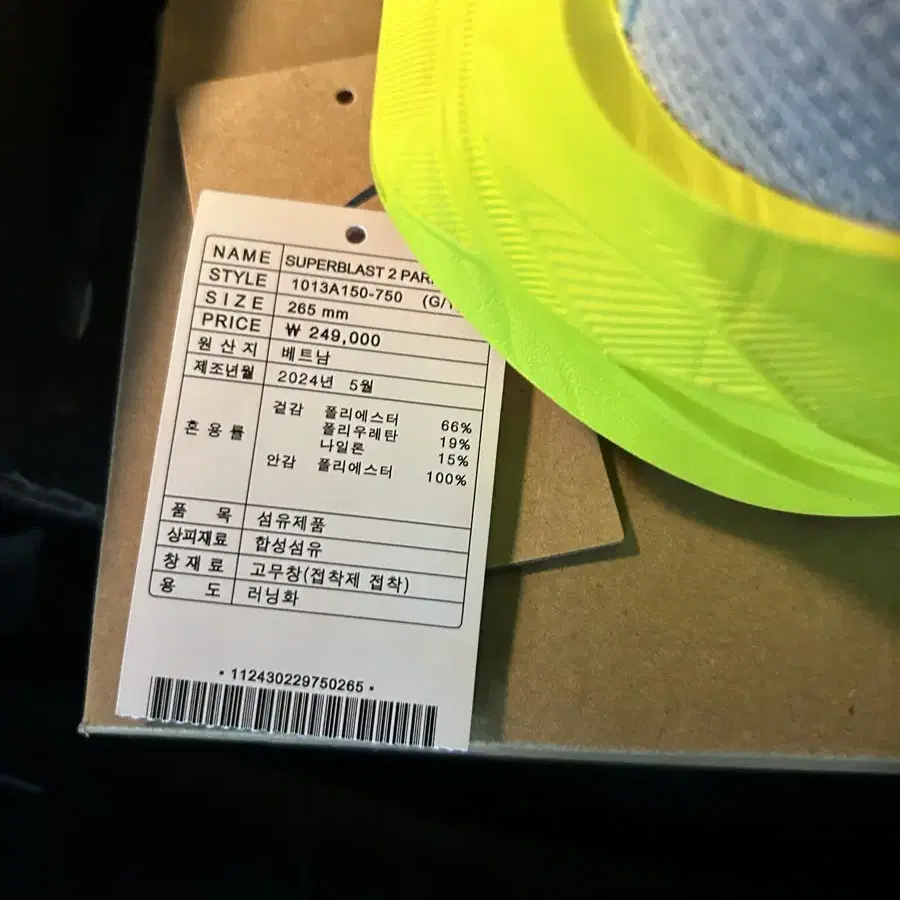 NAME SUPERBLAST 2
STYLE 1013A150-750
SIZE 265 mm
PRICE ₩ 249,000
원산지 베트남
제조년월 2024년 5월
혼용률
겉감 폴리에스터 66%
폴리우레탄 19%
나일론 15%
안감 폴리에스터 100%
품 목 섬유제품
상피재료 합성섬유
창재료 고무창(접착제 접착)
용 도 러닝화
• 112430229750265 •